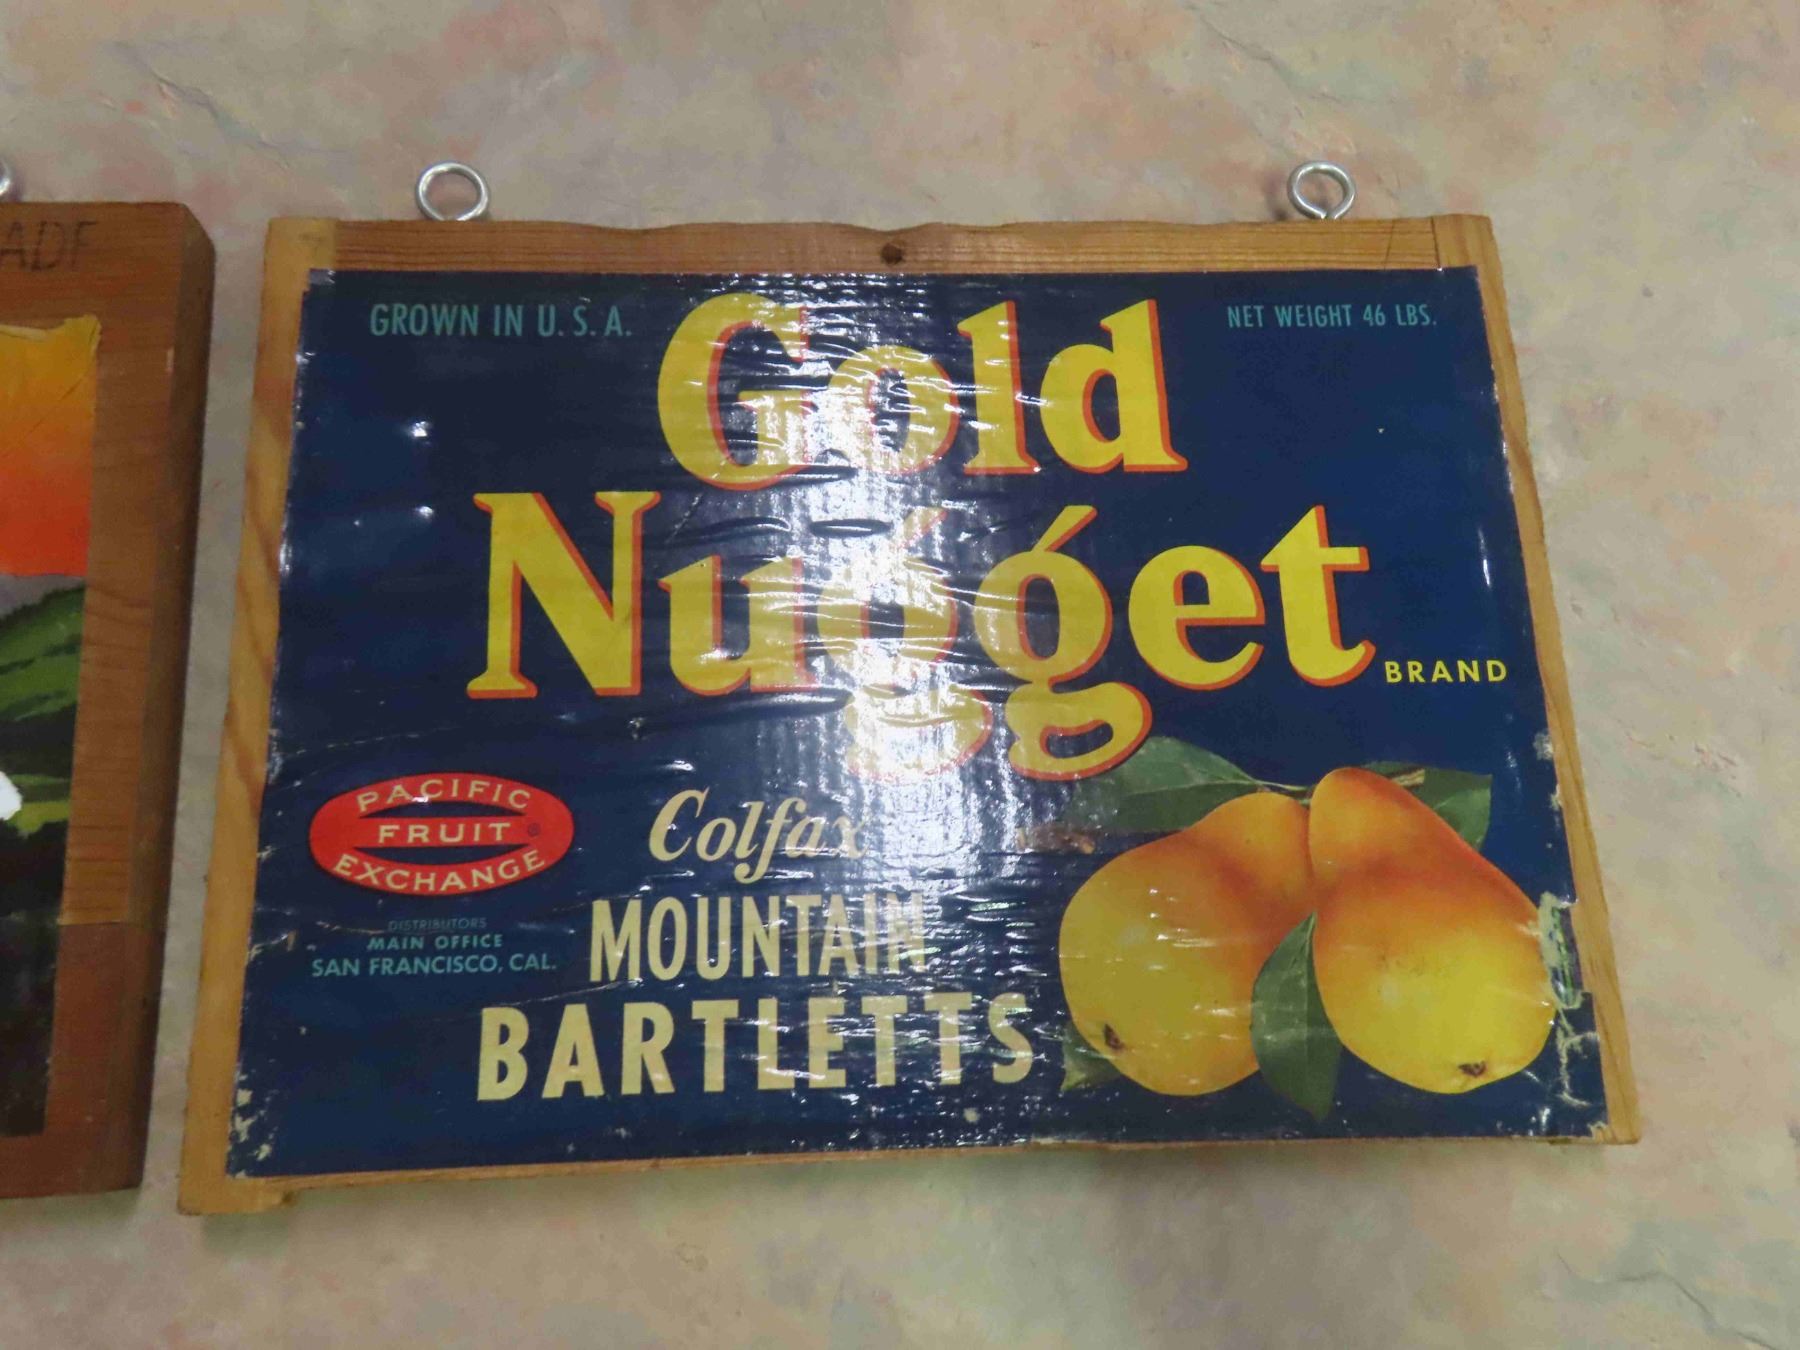 GROWN IN U.S.A.
NET WEIGHT 46 LBS.
Gold
Nugget
BRAND
PACIFIC
FRUIT ®
EXCHANGE
DISTRIBUTORS
MAIN OFFICE
SAN FRANCISCO, CAL.
Colfax
MOUNTAIN
BARTLETTS